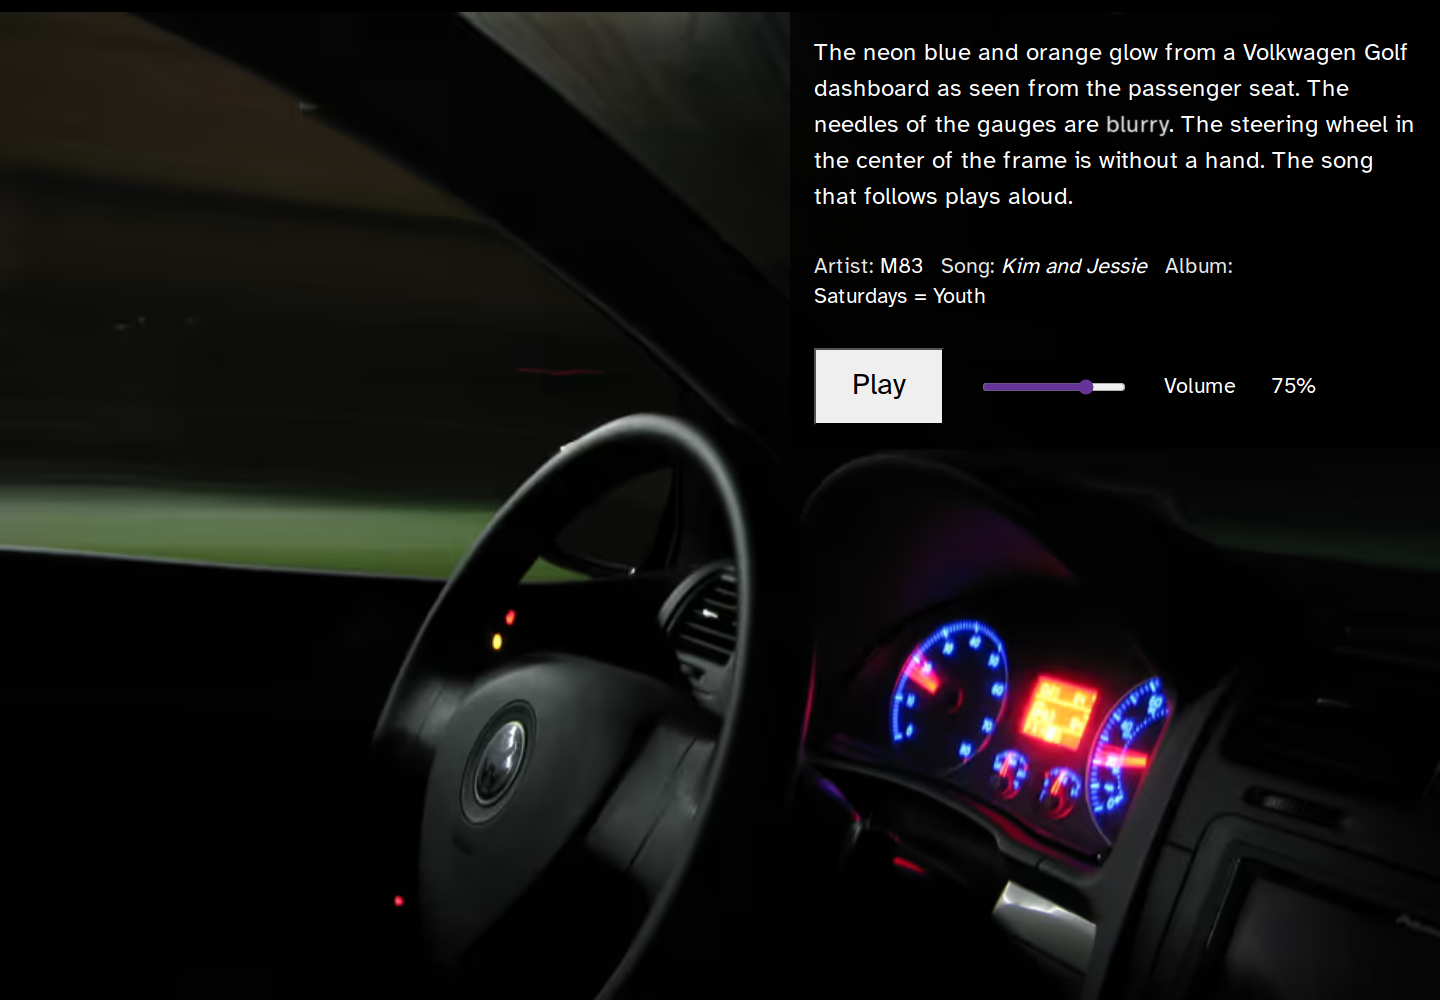 The neon blue and orange glow from a Volkwagen Golf
dashboard as seen from the passenger seat. The
needles of the gauges are blurry. The steering wheel in
the center of the frame is without a hand. The song
that follows plays aloud.
Artist: M83 Song: Kim and Jessie Album:
Saturdays = Youth
Play Volume 75%